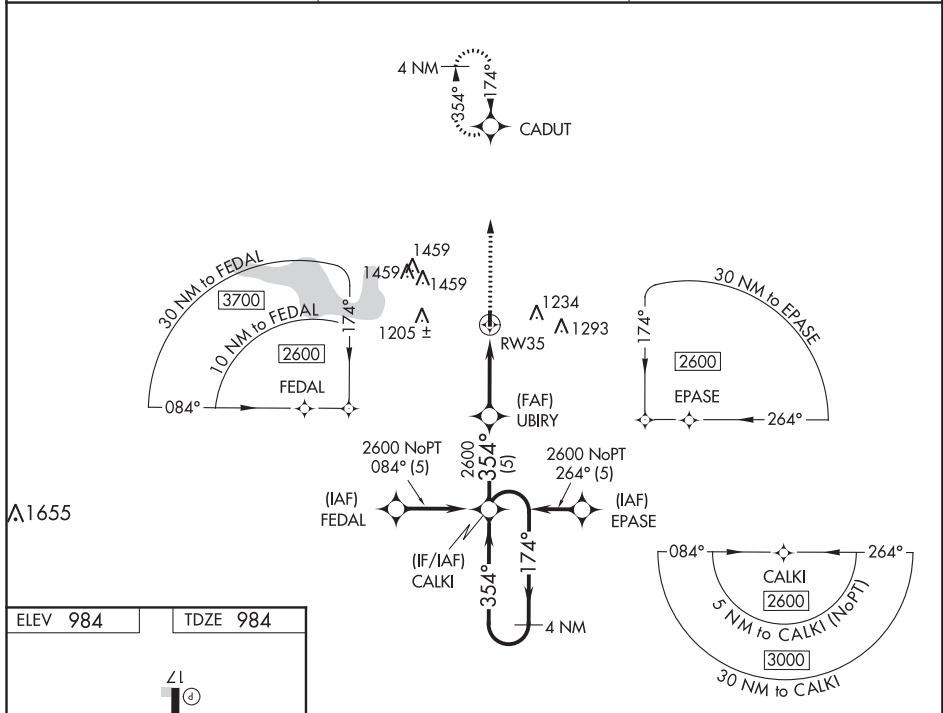 4 NM
354°
174°
CADUT
30 NM to FEDAL
3700
10 NM to FEDAL
2600
174°
FEDAL
084°
1459
1459
1459
1205 ±
1234
1293
RW35
30 NM to EPASE
174°
2600
EPASE
264°
(FAF)
UBIRY
2600 NoPT
084° (5)
2600
354°
(5)
2600 NoPT
264° (5)
(IAF)
FEDAL
(IAF)
EPASE
1655
(IF/IAF)
CALKI
354°
174°
4 NM
084°
264°
CALKI
2600
5 NM to CALKI (NoPT)
3000
30 NM to CALKI
ELEV 984
TDZE 984
17
P